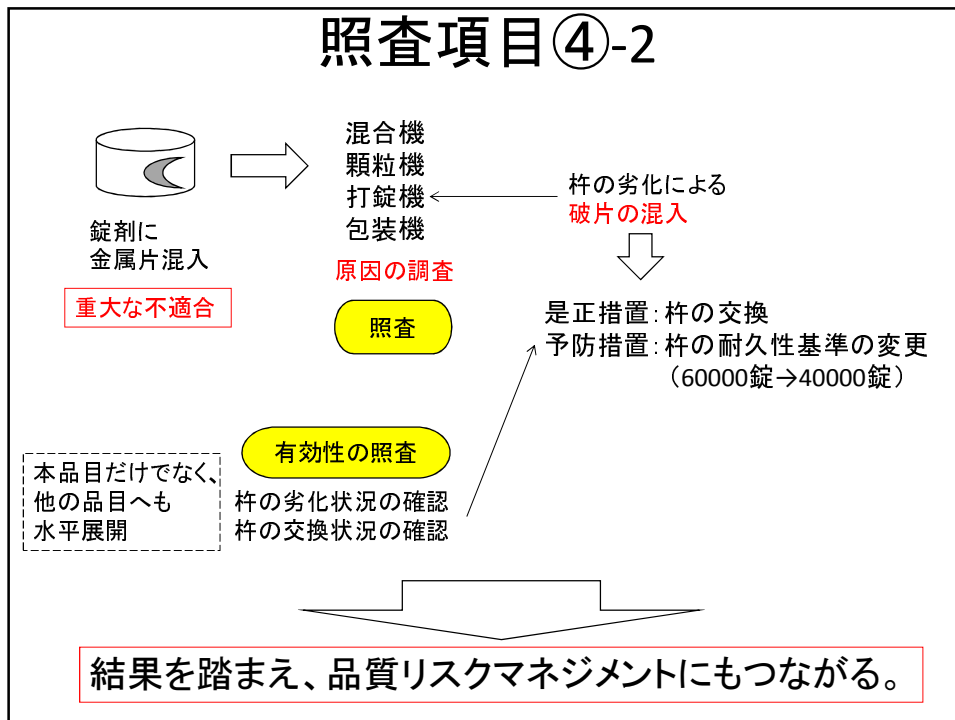 照査項目④-2
錠剤に
金属片混入
重大な不適合
混合機
顆粒機
打錠機
包装機
原因の調査
照査
杵の劣化による
破片の混入
是正措置：杵の交換
予防措置：杵の耐久性基準の変更
（60000錠→40000錠）
有効性の照査
杵の劣化状況の確認
杵の交換状況の確認
本品目だけでなく、
他の品目へも
水平展開
結果を踏まえ、品質リスクマネジメントにもつながる。